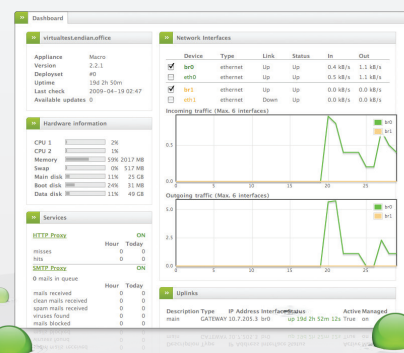 Dashboard
virtualtest.endian.office
Appliance Macro
Version 2.2.1
Deployset #0
Uptime 19d 2h 50m
Last check 2009-04-19 02:47
Available updates 0
Hardware information
CPU 1 2%
CPU 2 1%
Memory 59% 2017 MB
Swap 0% 517 MB
Main disk 11% 25 GB
Boot disk 24% 31 MB
Data disk 11% 49 GB
Services
HTTP Proxy ON
Hour Today
misses 0 0
hits 0 0
SMTP Proxy ON
0 mails in queue
Hour Today
mails received 0 0
clean mails received 0 0
spam mails received 0 0
viruses found 0 0
mails blocked 0 0
Network Interfaces
Device Type Link Status In Out
br0 ethernet Up Up 0.4 kB/s 1.1 kB/s
eth0 ethernet Up Up 0.5 kB/s 1.1 kB/s
br1 ethernet Up Up 0.0 kB/s 0.0 kB/s
eth1 ethernet Down Up 0.0 kB/s 0.0 kB/s
Incoming traffic (Max. 6 interfaces)
br0
br1
0.5
0.0
0 5 10 15 20 25
Outgoing traffic (Max. 6 interfaces)
br0
br1
5.0
2.5
0.0
0 5 10 15 20 25
Uplinks
Description Type IP Address Interface Status Active Managed
main GATEWAY 10.7.205.3 br0 up 19d 2h 52m 12s True on